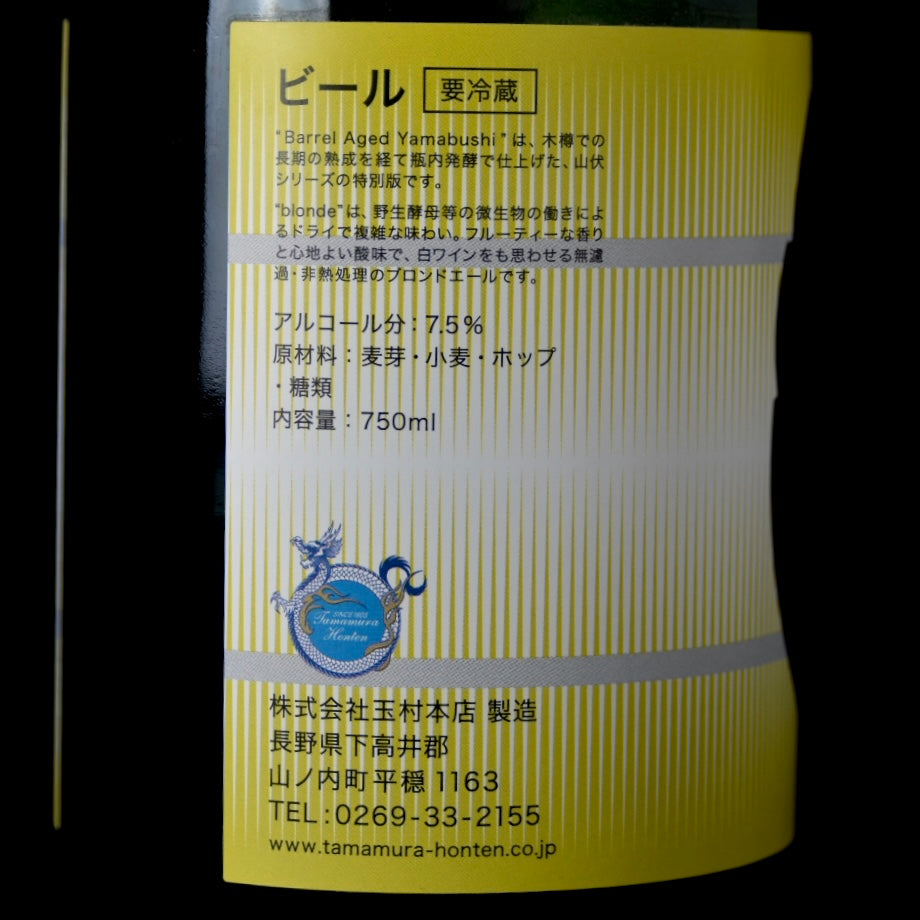 ビール 要冷蔵
“Barrel Aged Yamabushi”は、木樽での
長期の熟成を経て瓶内発酵で仕上げた、山伏
シリーズの特別版です。
“blonde”は、野生酵母等の微生物の働きによ
るドライで複雑な味わい。フルーティーな香り
と心地よい酸味で、白ワインをも思わせる無濾
過・非熱処理のブロンドエールです。
アルコール分：7.5％
原材料：麦芽・小麦・ホップ
・糖類
内容量：750ml
SINCE 1805
Tamamura
Honten
株式会社玉村本店 製造
長野県下高井郡
山ノ内町平穏1163
TEL:0269-33-2155
www.tamamura-honten.co.jp